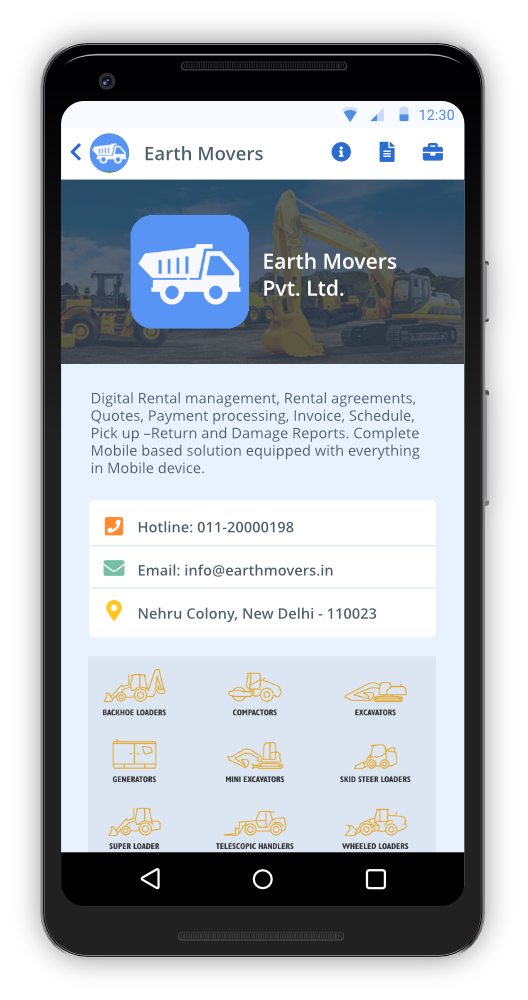 12:30
Earth Movers
Earth Movers
Pvt. Ltd.
Digital Rental management, Rental agreements,
Quotes, Payment processing, Invoice, Schedule,
Pick up –Return and Damage Reports. Complete
Mobile based solution equipped with everything
in Mobile device.
Hotline: 011-20000198
Email: info@earthmovers.in
Nehru Colony, New Delhi - 110023
BACKHOE LOADERS COMPACTORS EXCAVATORS
GENERATORS MINI EXCAVATORS SKID STEER LOADERS
SUPER LOADER TELESCOPIC HANDLERS WHEELED LOADERS